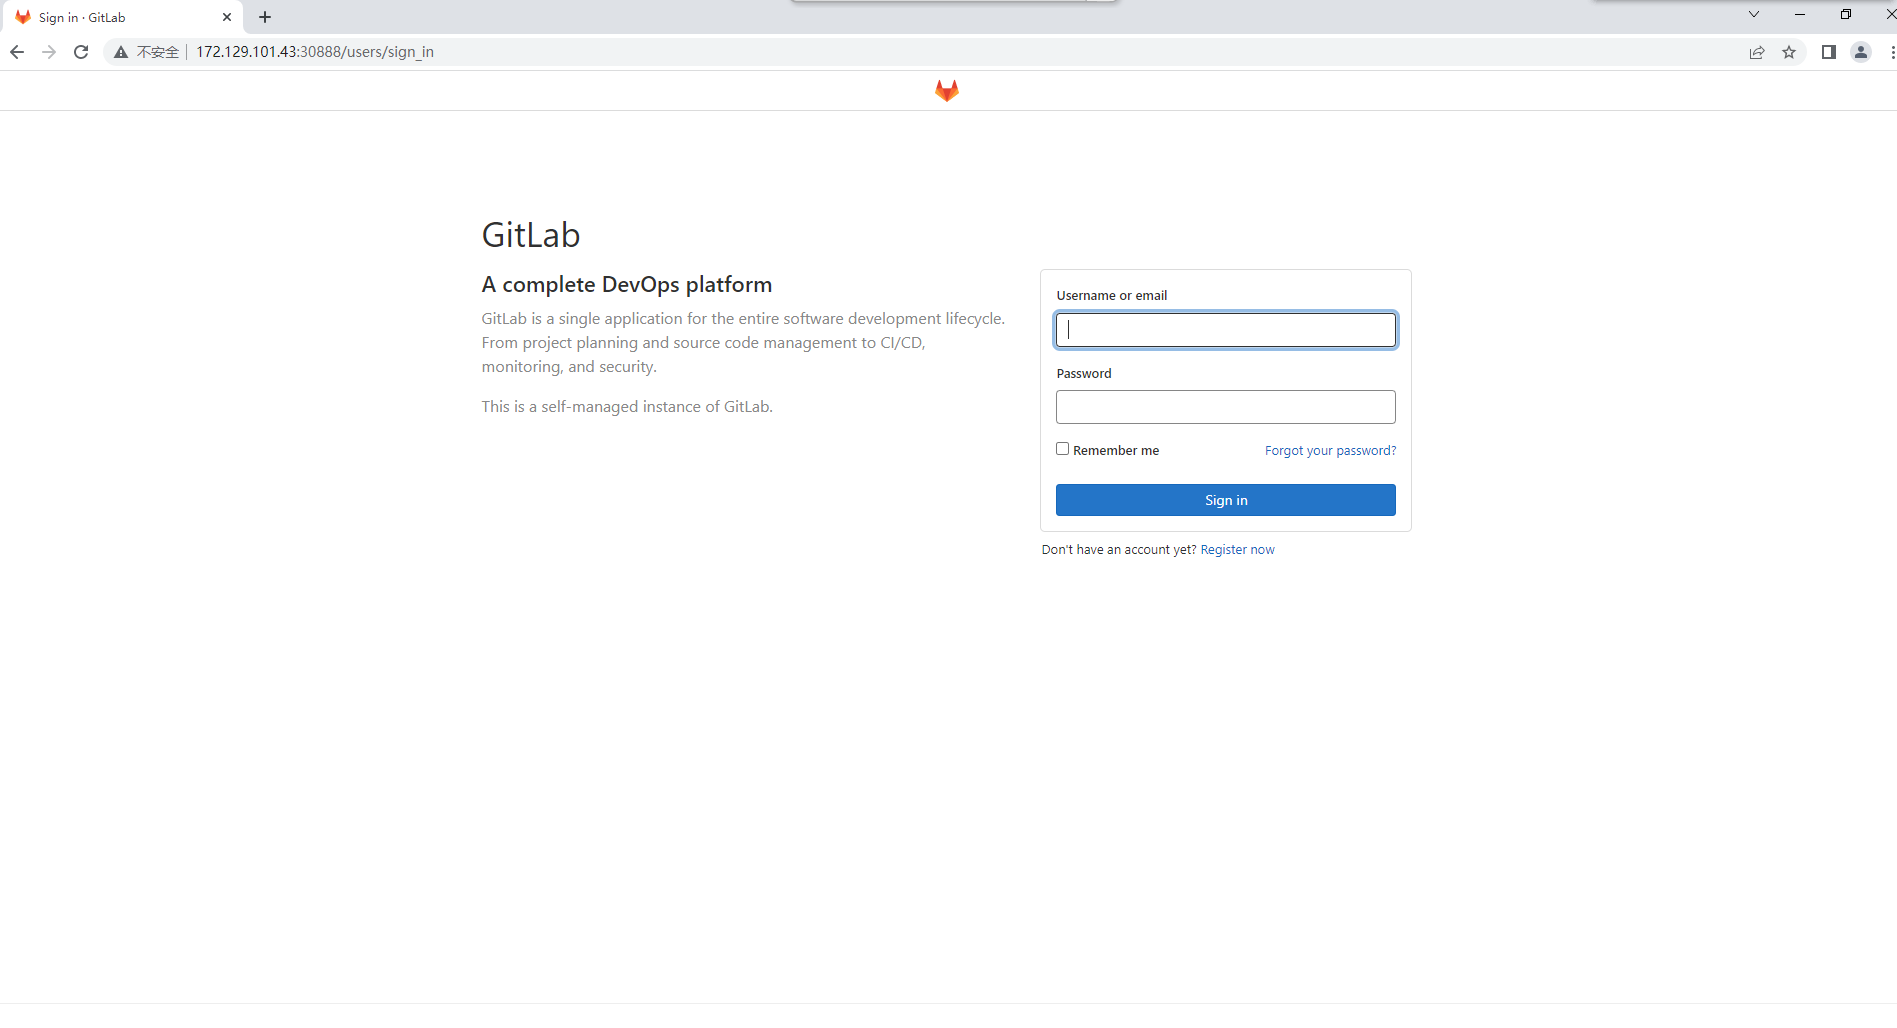 Sign in · GitLab
不安全
172.129.101.43:30888/users/sign_in
GitLab
A complete DevOps platform
GitLab is a single application for the entire software development lifecycle.
From project planning and source code management to CI/CD,
monitoring, and security.
This is a self-managed instance of GitLab.
Username or email
Password
Remember me
Forgot your password?
Sign in
Don't have an account yet? Register now